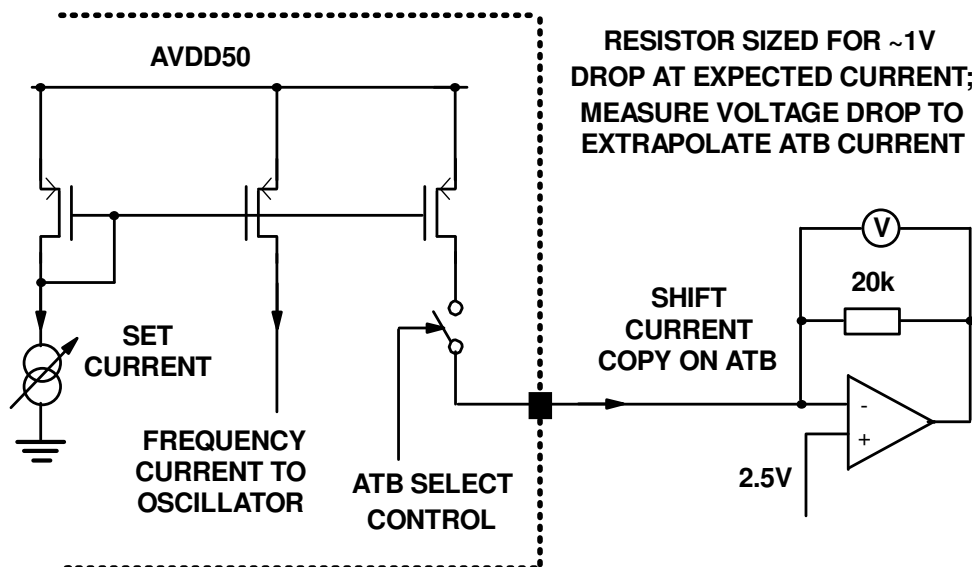 AVDD50
RESISTOR SIZED FOR ~1V
DROP AT EXPECTED CURRENT;
MEASURE VOLTAGE DROP TO
EXTRAPOLATE ATB CURRENT
V
20k
SET
CURRENT
SHIFT
CURRENT
COPY ON ATB
-
+
2.5V
FREQUENCY
CURRENT TO
OSCILLATOR
ATB SELECT
CONTROL